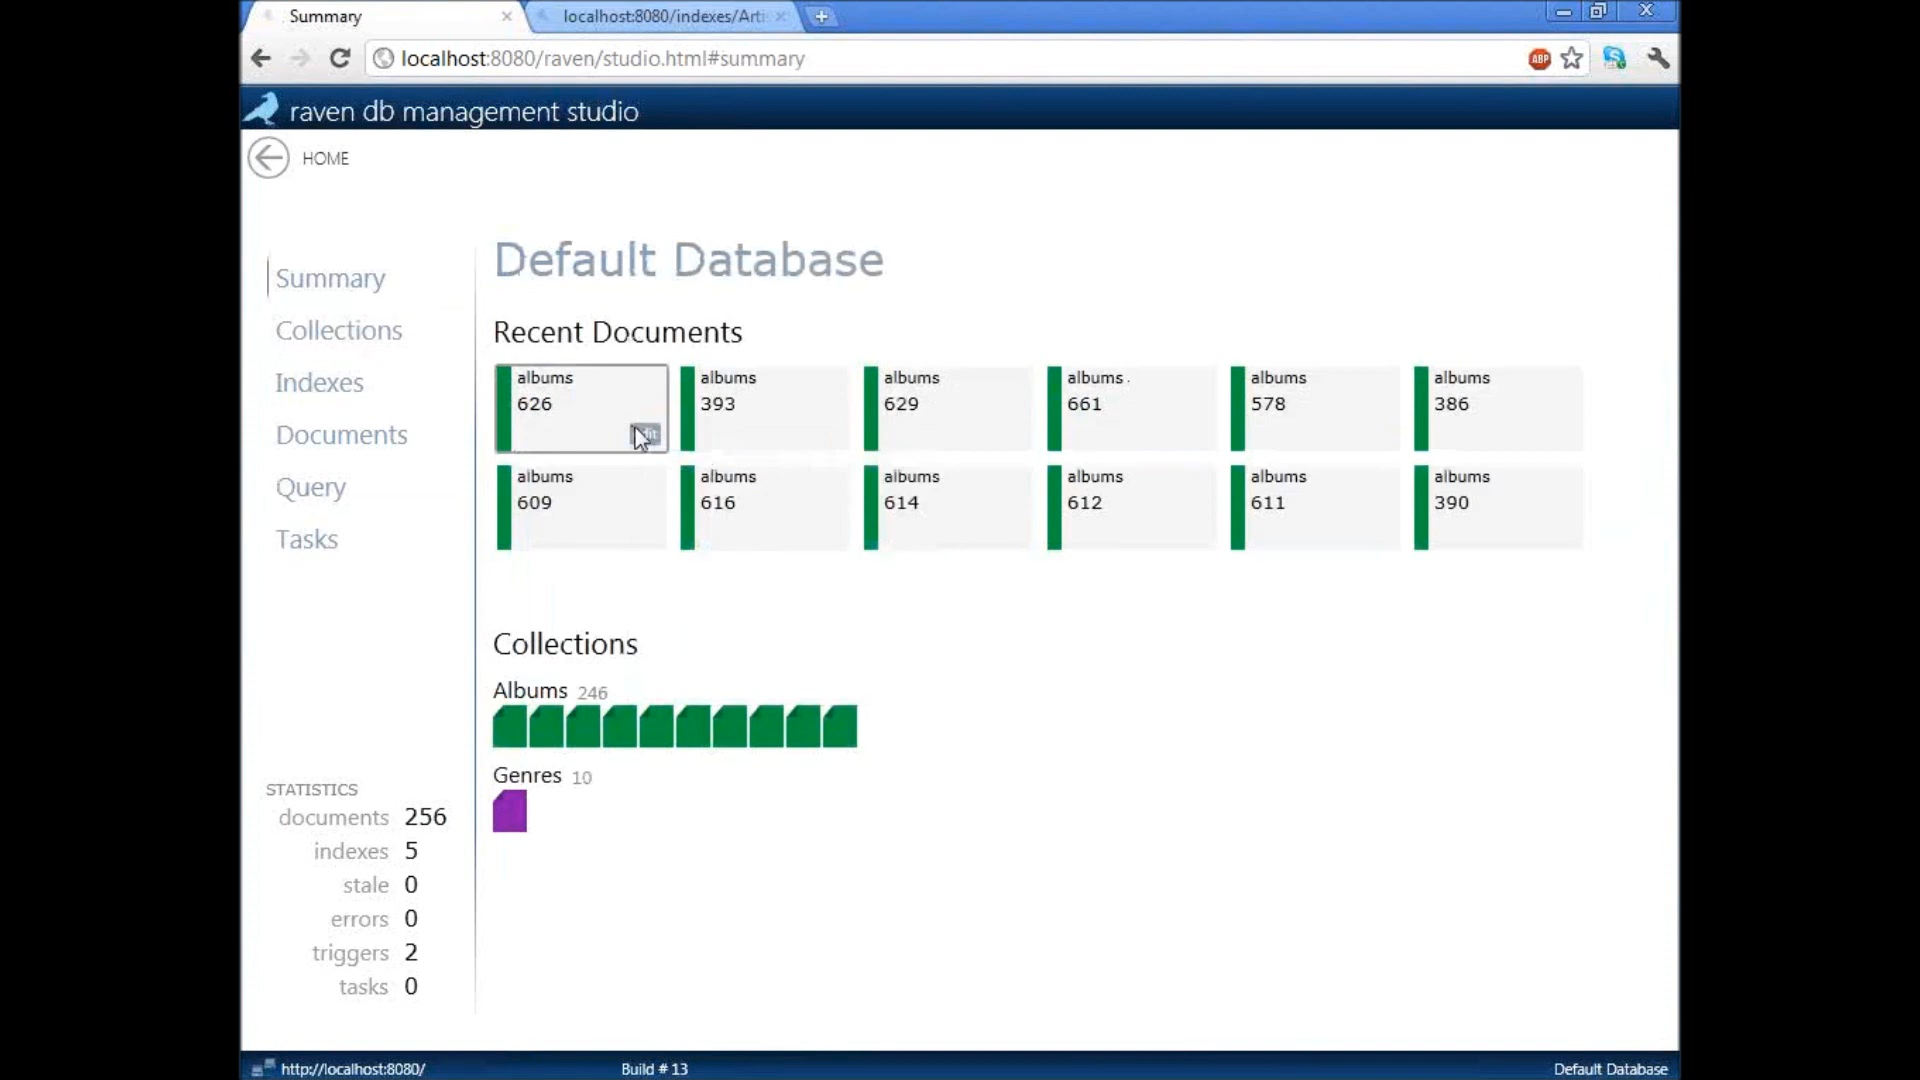 Summary
localhost:8080/indexes/Arti
localhost:8080/raven/studio.html#summary
ABP
raven db management studio
HOME
Summary
Collections
Indexes
Documents
Query
Tasks
Default Database
Recent Documents
albums albums albums albums albums albums
626 393 629 661 578 386
albums albums albums albums albums albums
609 616 614 612 611 390
Collections
Albums 246
Genres 10
STATISTICS
documents 256
indexes 5
stale 0
errors 0
triggers 2
tasks 0
http://localhost:8080/ Build # 13 Default Database